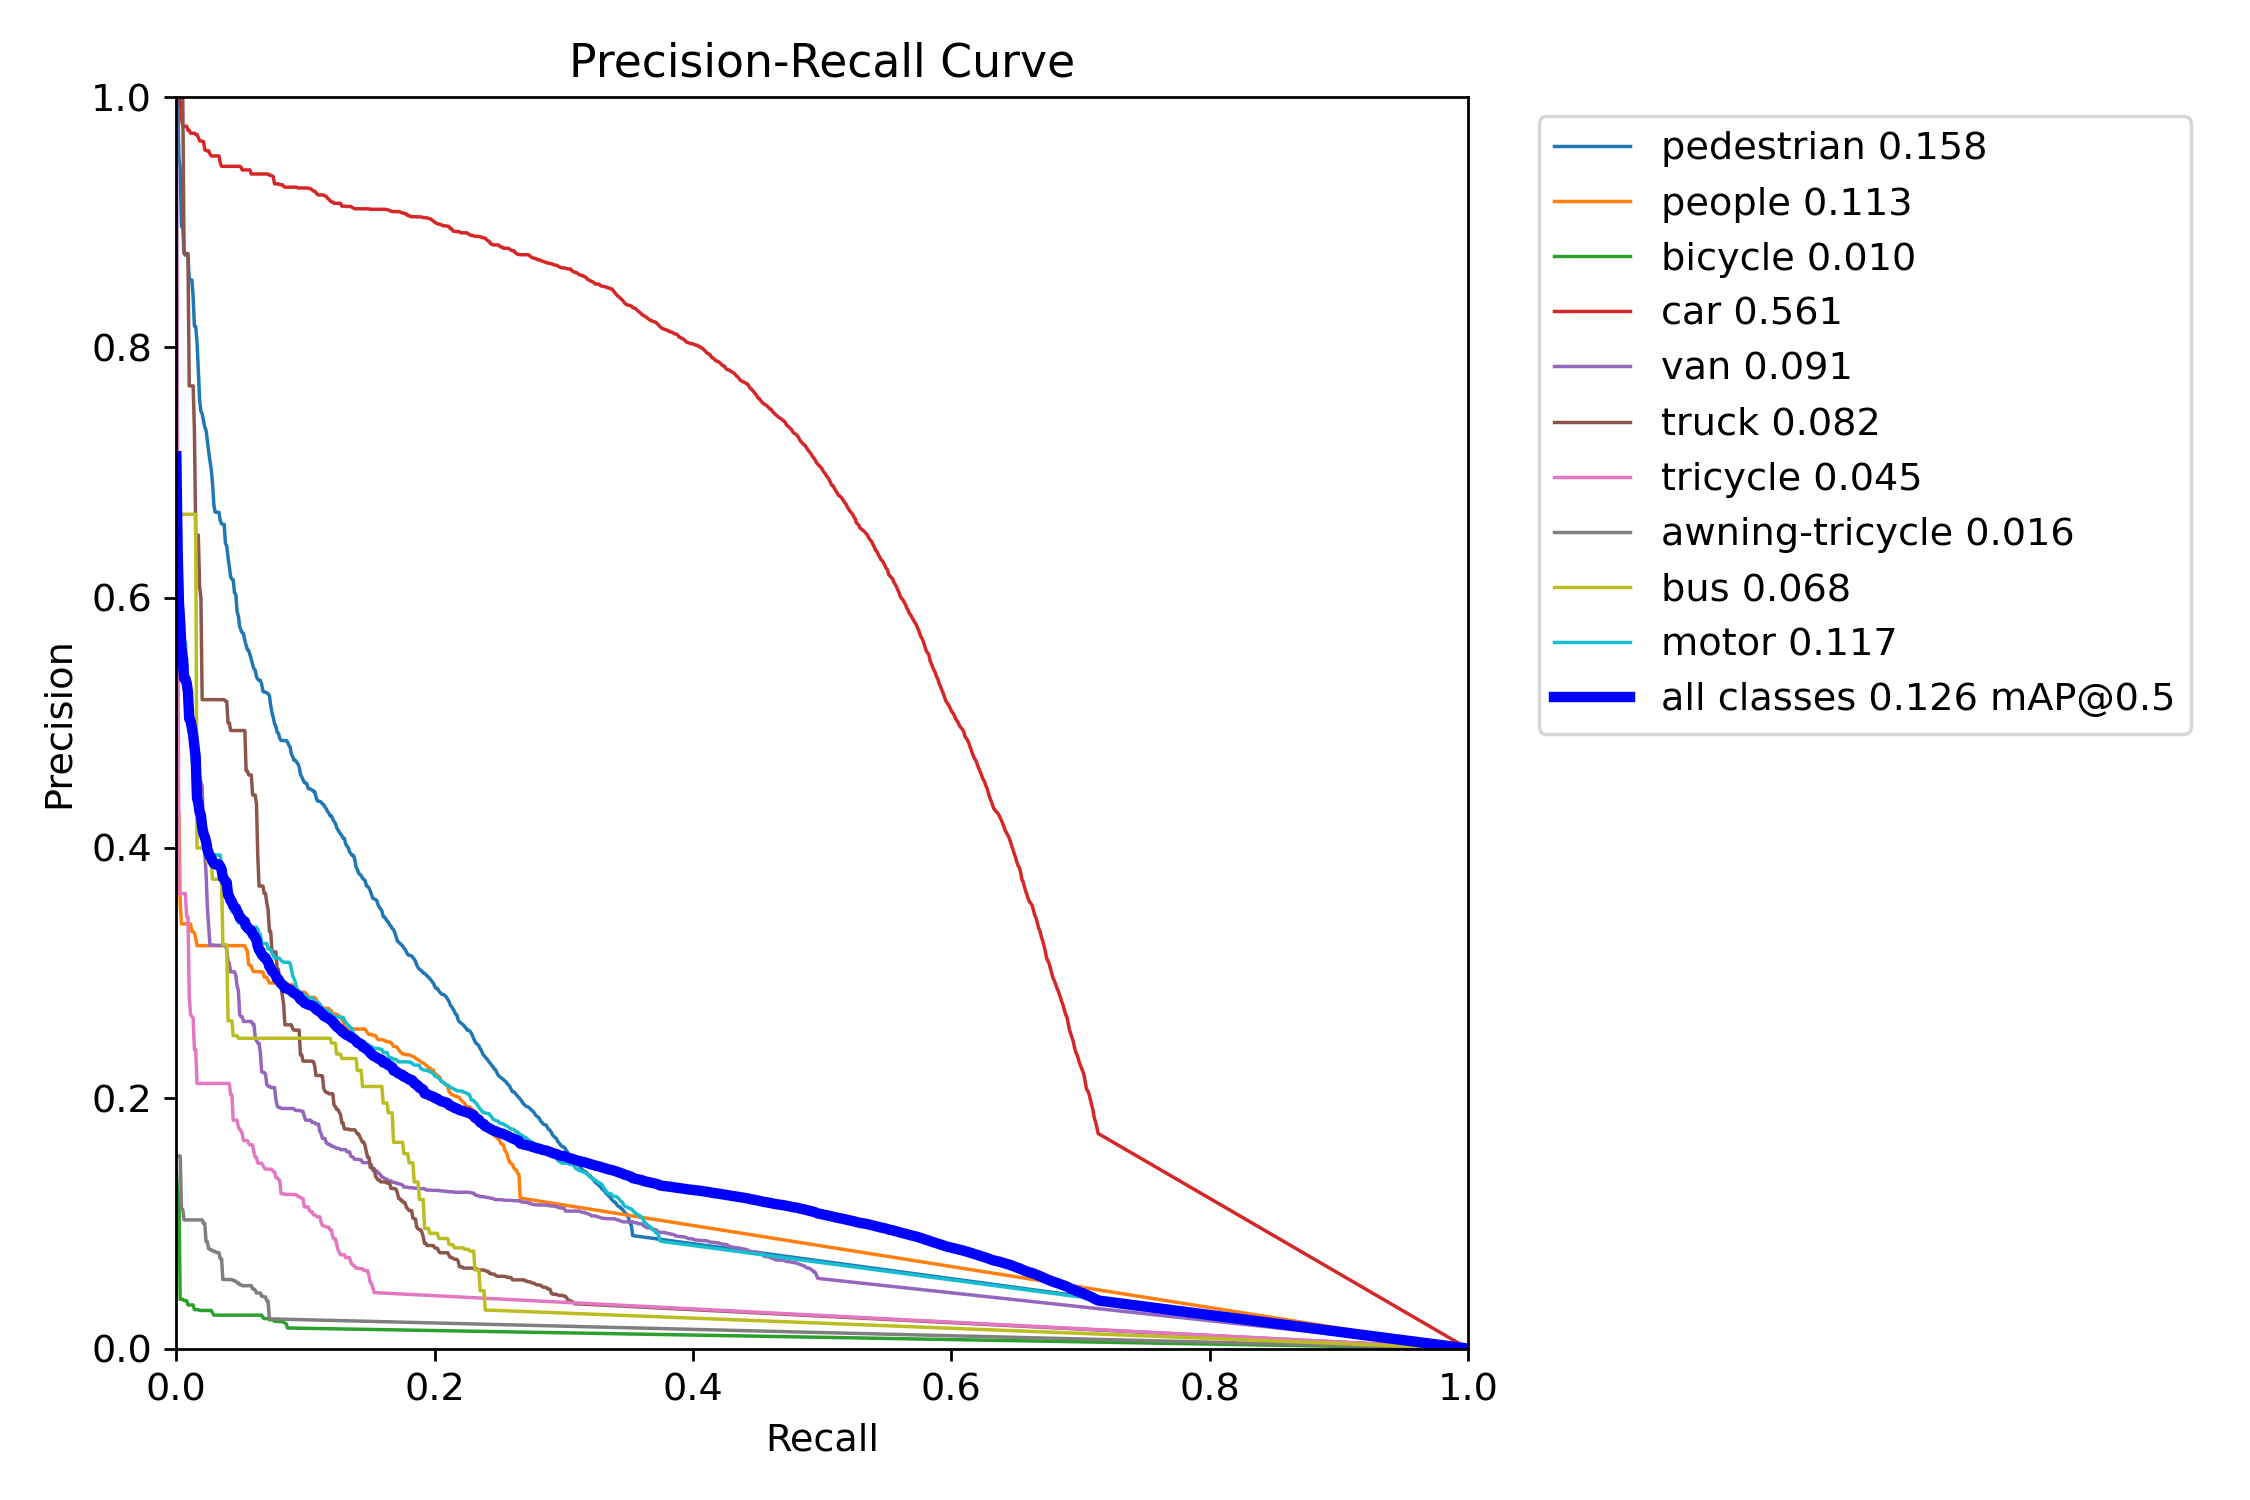 Precision-Recall Curve
1.0
0.8
0.6
0.4
0.2
0.0
Precision
0.0 0.2 0.4 0.6 0.8 1.0
Recall
pedestrian 0.158
people 0.113
bicycle 0.010
car 0.561
van 0.091
truck 0.082
tricycle 0.045
awning-tricycle 0.016
bus 0.068
motor 0.117
all classes 0.126 mAP@0.5